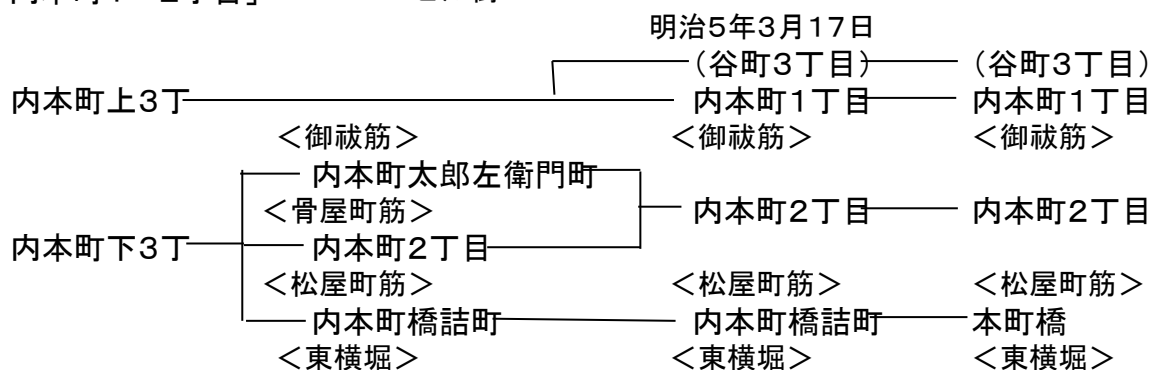 明治5年3月17日
(谷町3丁目) (谷町3丁目)
内本町上3丁 内本町1丁目 内本町1丁目
<御祓筋> <御祓筋> <御祓筋>
内本町太郎左衛門町
<骨屋町筋> 内本町2丁目 内本町2丁目
内本町下3丁 内本町2丁目
<松屋町筋> <松屋町筋> <松屋町筋>
内本町橋詰町 内本町橋詰町 本町橋
<東横堀> <東横堀> <東横堀>